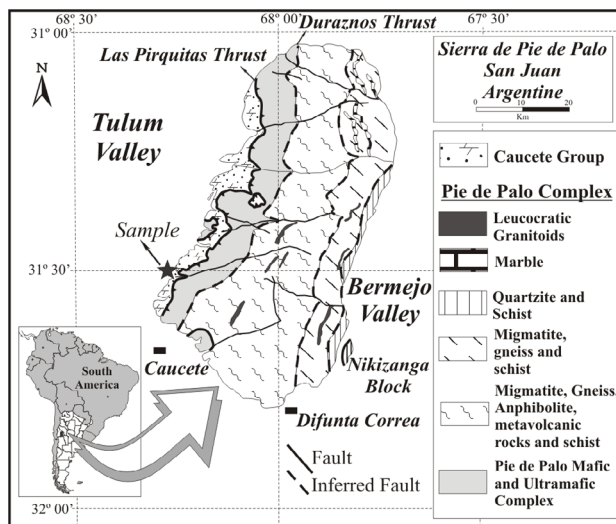 68° 00’
67° 30’
31° 00’
Duraznos Thrust
Las Pirquitas Thrust
N
Sierra de Pie de Palo
San Juan
Argentine
0 10 20
Km
Tulum
Valley
Caucete Group
Pie de Palo Complex
Leucocratic
Granitoids
Marble
Sample
31° 30’
Bermejo
Valley
Quartzite and
Schist
Migmatite,
gneiss and
schist
Nikizanga
Block
Caucete
South
America
Difunta Correa
Migmatite, Gneiss,
Anphibolite,
metavolcanic
rocks and schist
Fault
Inferred Fault
Pie de Palo Mafic
and Ultramafic
Complex
32° 00’